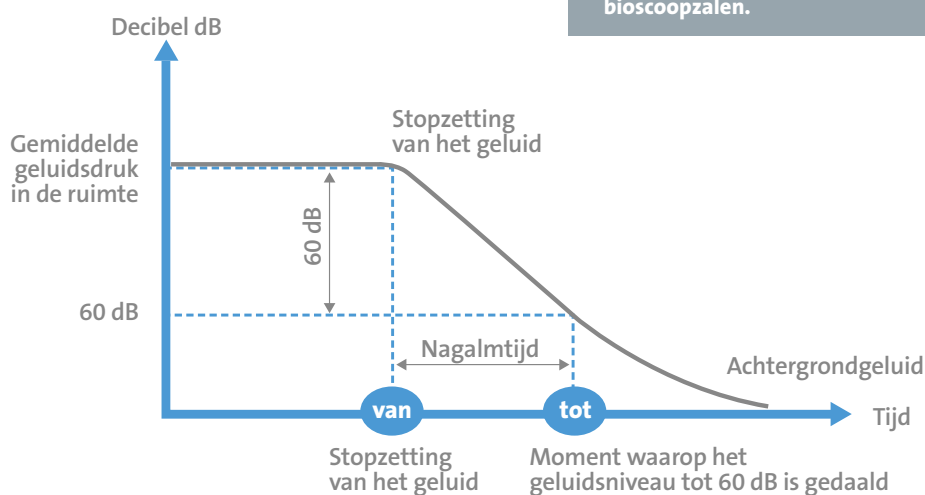 bioscoopzalen.
Decibel dB
Gemiddelde
geluidsdruk
in de ruimte
Stopzetting
van het geluid
60 dB
60 dB
Nagalmtijd
Achtergrondgeluid
van
tot
Tijd
Stopzetting
van het geluid
Moment waarop het
geluidsniveau tot 60 dB is gedaald